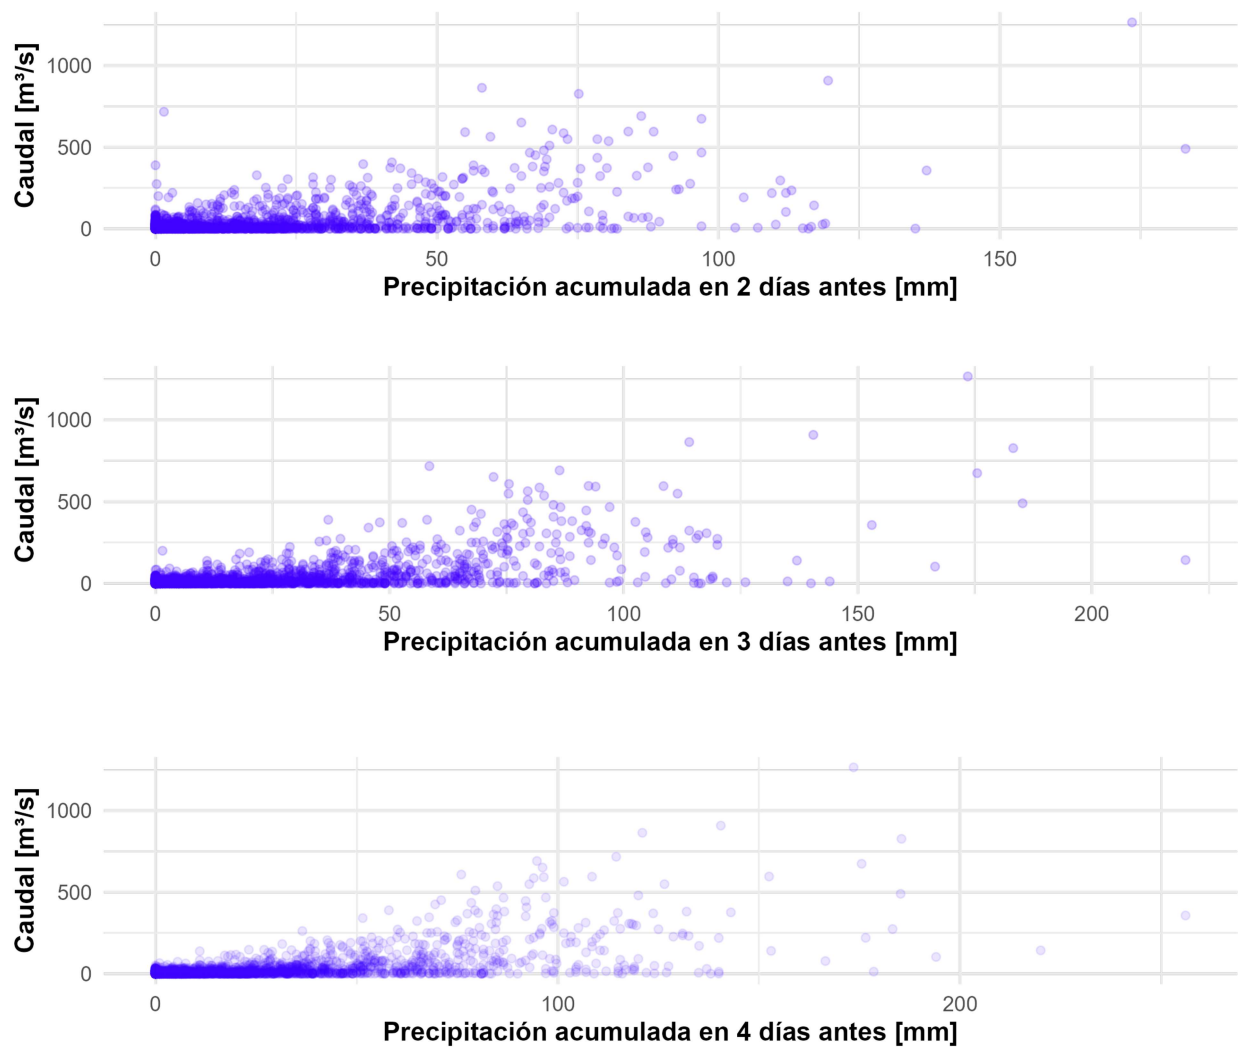 Caudal [m³/s]
1000
500
0
0 50 100 150
Precipitación acumulada en 2 días antes [mm]
Caudal [m³/s]
1000
500
0
0 50 100 150 200
Precipitación acumulada en 3 días antes [mm]
Caudal [m³/s]
1000
500
0
0 100 200
Precipitación acumulada en 4 días antes [mm]